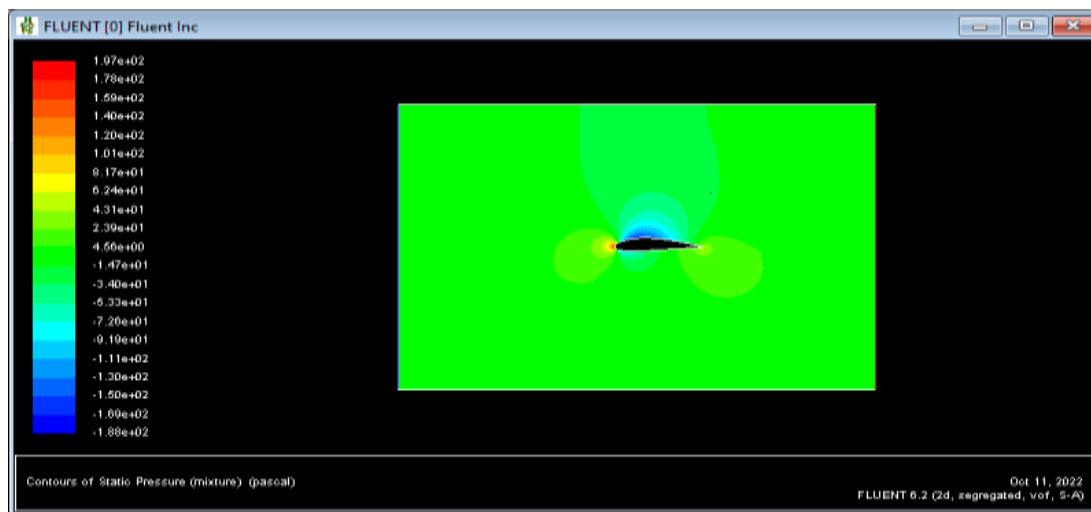 FLUENT [0] Fluent Inc
1.97e+02
1.78e+02
1.59e+02
1.40e+02
1.20e+02
1.01e+02
8.17e+01
6.24e+01
4.31e+01
2.39e+01
4.56e+00
-1.47e+01
-3.40e+01
-5.33e+01
-7.26e+01
-9.19e+01
-1.11e+02
-1.30e+02
-1.50e+02
-1.69e+02
-1.88e+02
Contours of Static Pressure (mixture) (pascal)
Oct 11, 2022
FLUENT 6.2 (2d, segregated, vof, S-A)